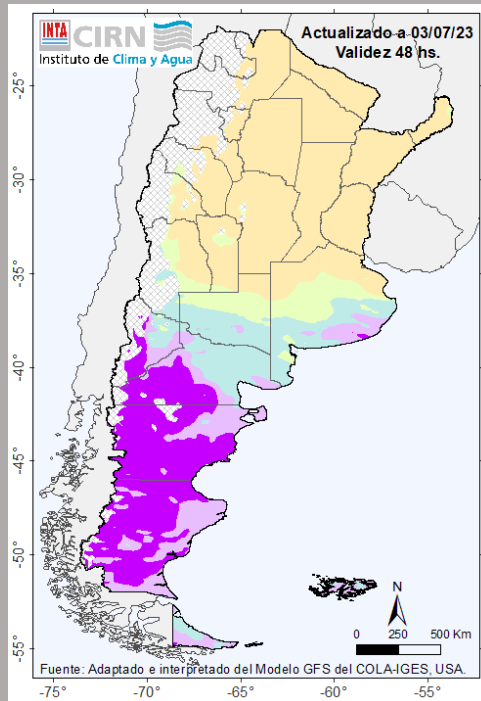 INTA
CIRN
Instituto de Clima y Agua
Actualizado a 03/07/23
Validez 48 hs.
-25°
-30°
-35°
-40°
-45°
-50°
-55°
N
0 250 500 Km
Fuente: Adaptado e interpretado del Modelo GFS del COLA-IGES, USA.
-75° -70° -65° -60° -55°